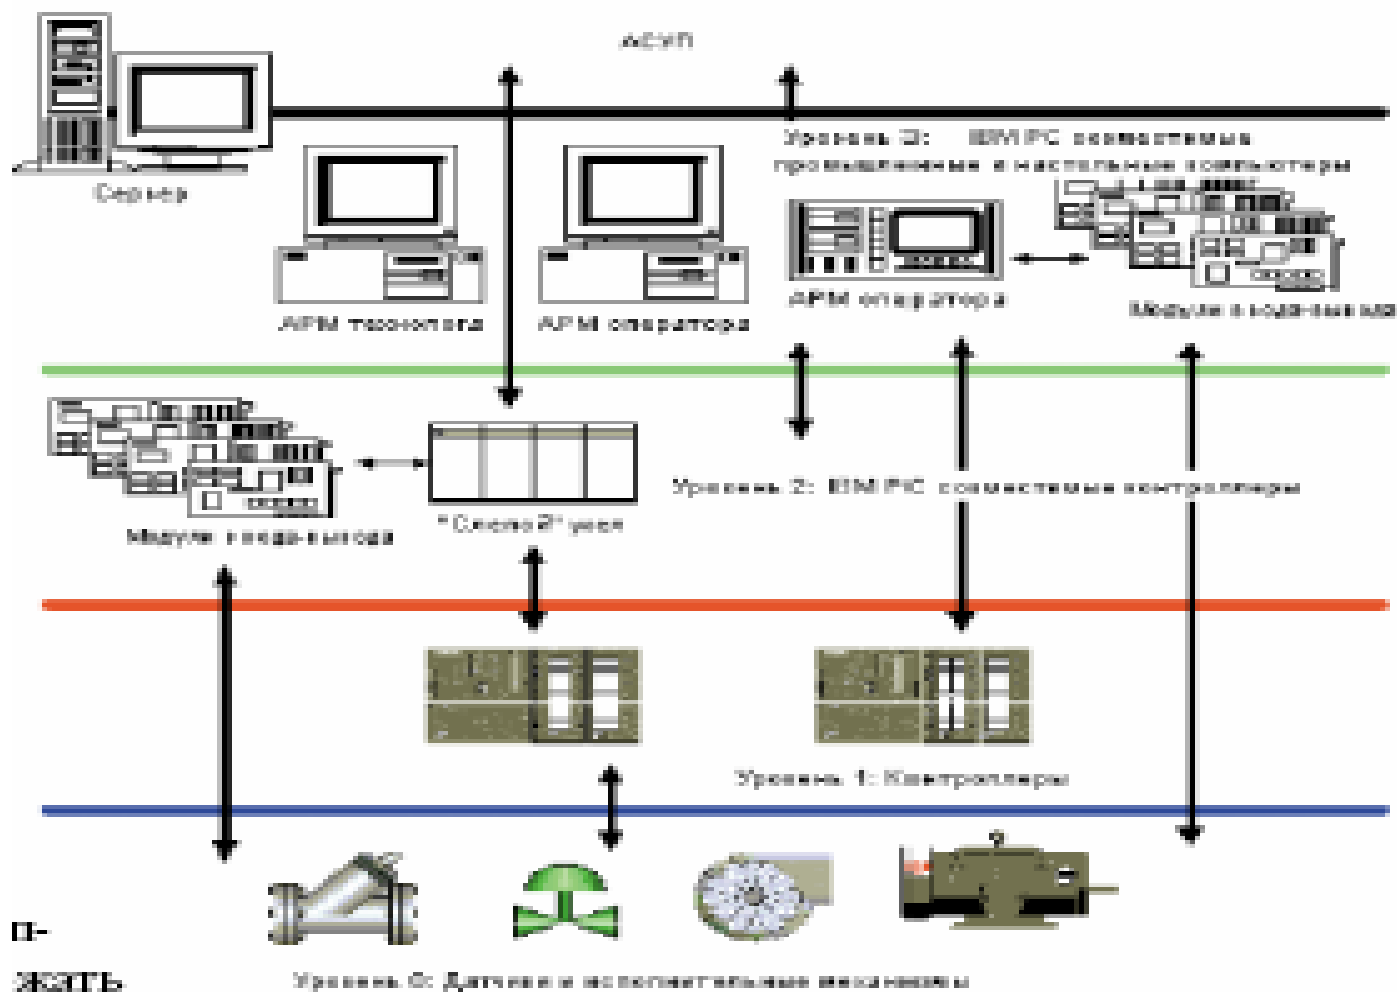 АСУП
Уровень 3: IBM PC совместимые
промышленные и настольные компьютеры
Сервер
АРМ технолога
АРМ оператора
АРМ оператора
Модули ввода-вывода
Модули ввода-вывода
узел
Уровень 2: IBM PC совместимые контроллеры
Уровень 1: Контроллеры
Уровень 0: Датчики и исполнительные механизмы
п-
жать